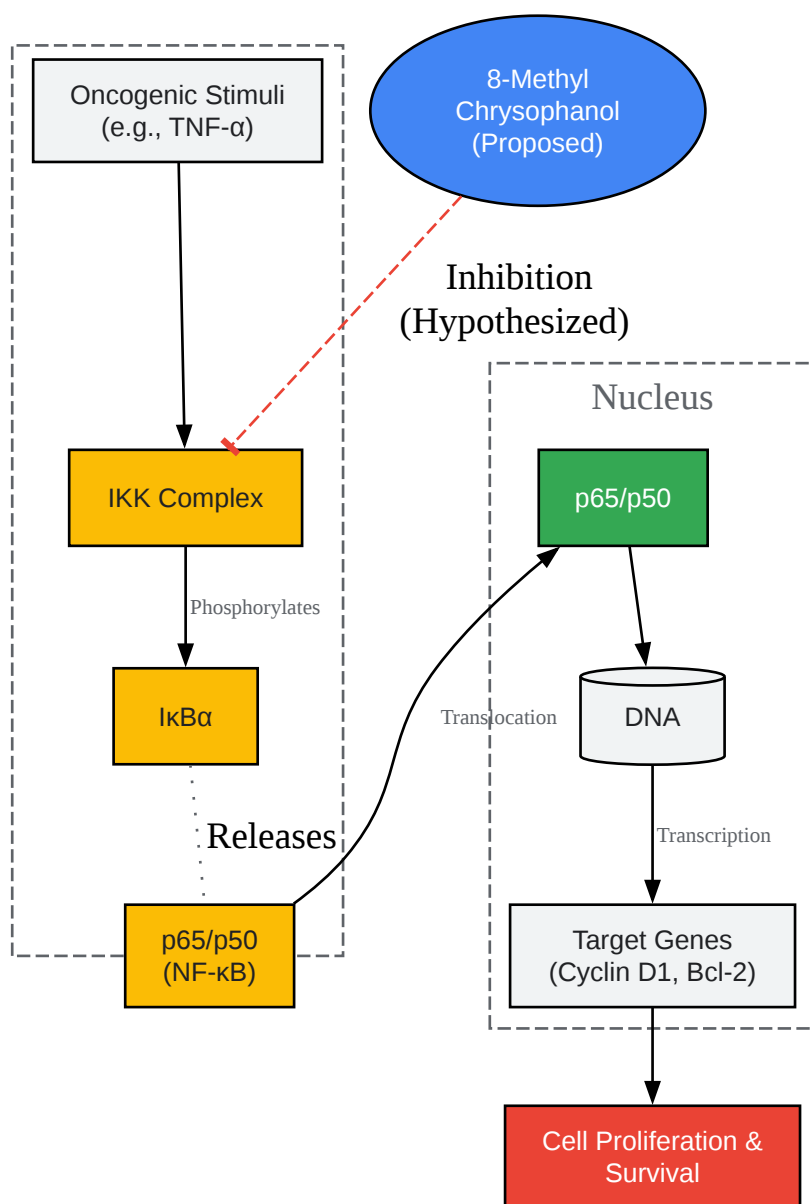 Oncogenic Stimuli
(e.g., TNF-α)
8-Methyl
Chrysophanol
(Proposed)
Inhibition
(Hypothesized)
Nucleus
IKK Complex
p65/p50
Phosphorylates
IκBα
Translocation
DNA
Releases
Transcription
p65/p50
(NF-κB)
Target Genes
(Cyclin D1, Bcl-2)
Cell Proliferation &
Survival